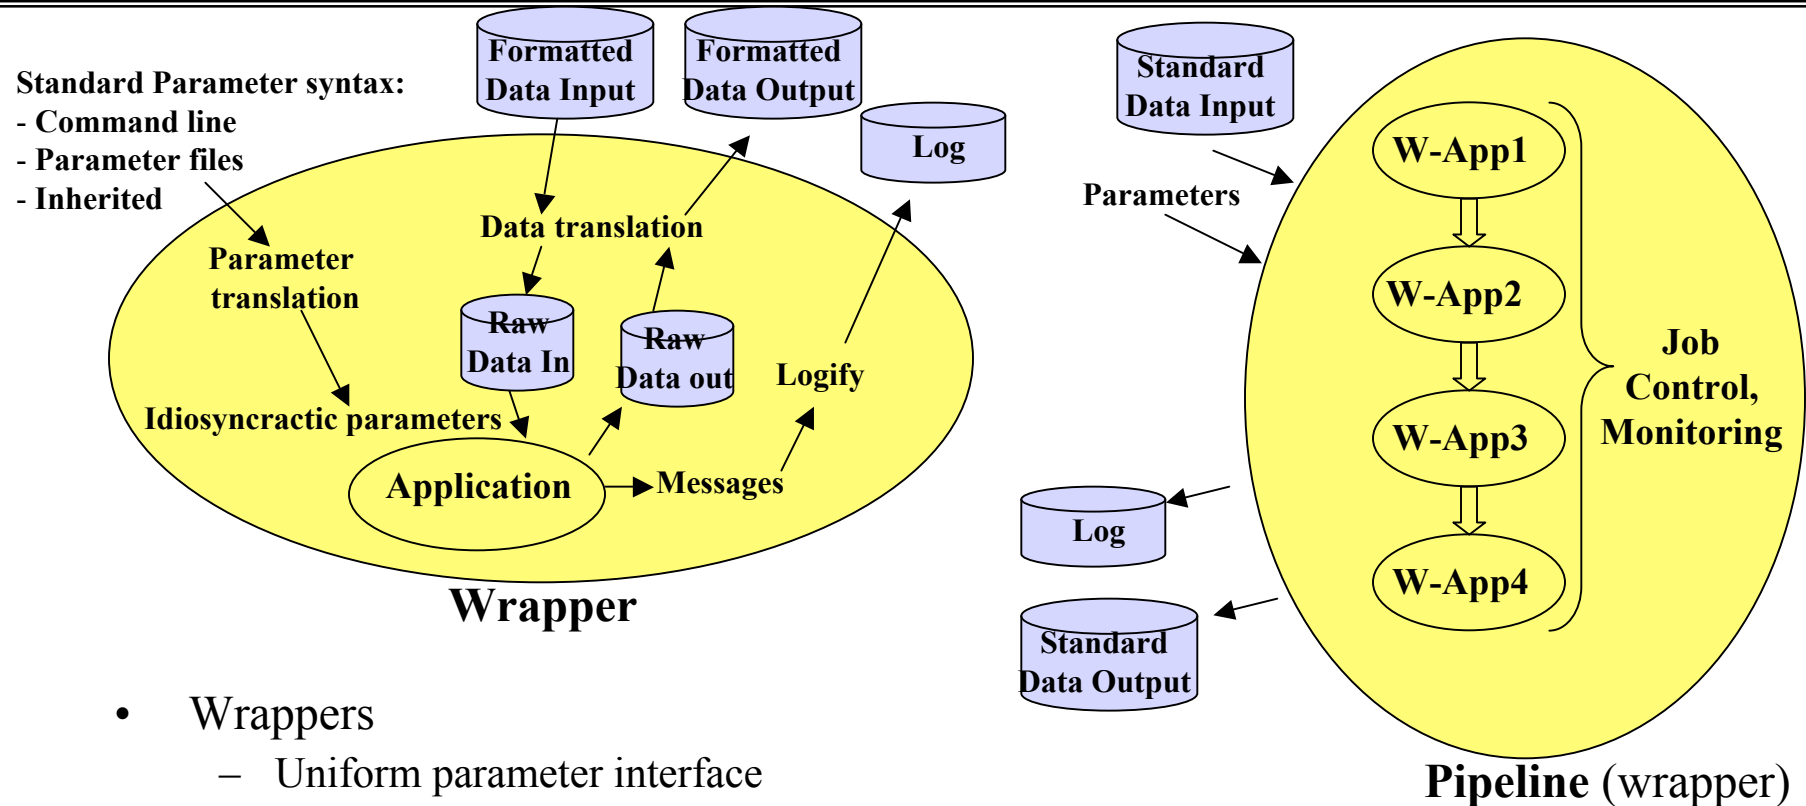 Standard Parameter syntax:
- Command line
- Parameter files
- Inherited
Formatted
Data Input
Formatted
Data Output
Log
Data translation
Parameter
translation
Raw
Data In
Raw
Data out
Logify
Idiosyncractic parameters
Application
Messages
Wrapper
• Wrappers
– Uniform parameter interface
Standard
Data Input
Parameters
W-App1
W-App2
W-App3
W-App4
Job
Control,
Monitoring
Log
Standard
Data Output
Pipeline (wrapper)